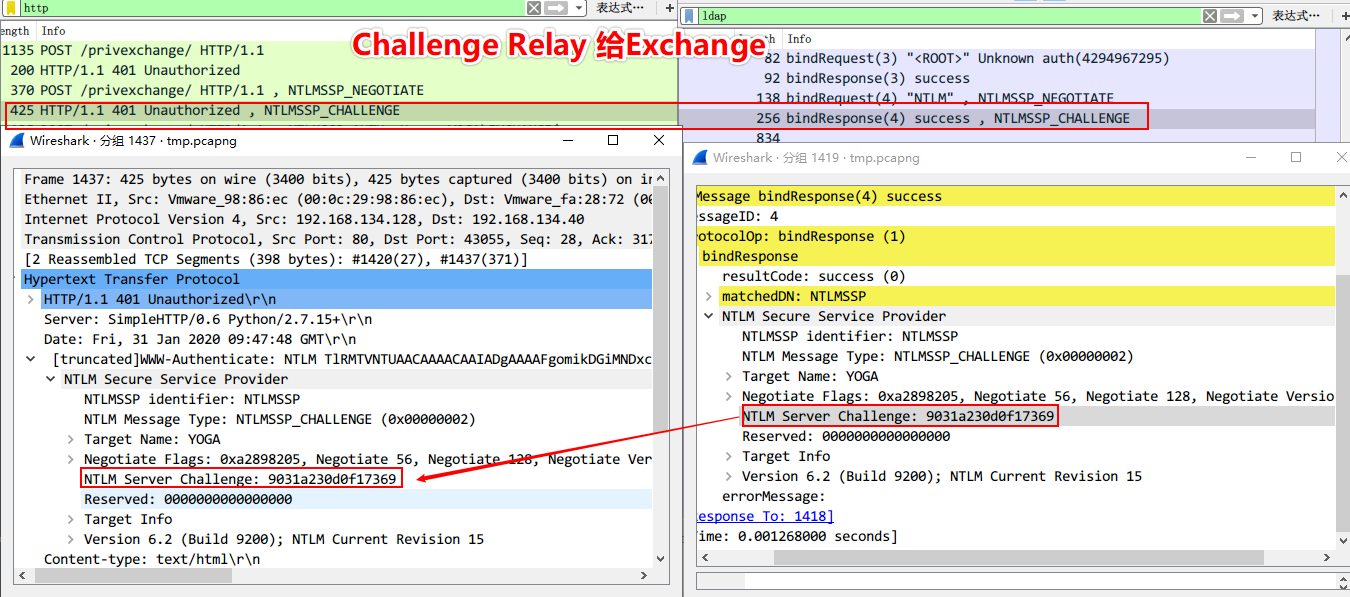 http
表达式…
+
ength Info
1135 POST /privexchange/ HTTP/1.1
200 HTTP/1.1 401 Unauthorized
370 POST /privexchange/ HTTP/1.1 , NTLMSSP_NEGOTIATE
425 HTTP/1.1 401 Unauthorized , NTLMSSP_CHALLENGE
Challenge Relay 给Exchange
ldap
表达式…
+
Info
82 bindRequest(3) "<ROOT>" Unknown auth(4294967295)
92 bindResponse(3) success
138 bindRequest(4) "NTLM" , NTLMSSP_NEGOTIATE
256 bindResponse(4) success , NTLMSSP_CHALLENGE
834
Wireshark · 分组 1437 · tmp.pcapng
Frame 1437: 425 bytes on wire (3400 bits), 425 bytes captured (3400 bits) on in
Ethernet II, Src: Vmware_98:86:ec (00:0c:29:98:86:ec), Dst: Vmware_fa:28:72 (00
Internet Protocol Version 4, Src: 192.168.134.128, Dst: 192.168.134.40
Transmission Control Protocol, Src Port: 80, Dst Port: 43055, Seq: 28, Ack: 317
[2 Reassembled TCP Segments (398 bytes): #1420(27), #1437(371)]
Hypertext Transfer Protocol
HTTP/1.1 401 Unauthorized\r\n
Server: SimpleHTTP/0.6 Python/2.7.15+\r\n
Date: Fri, 31 Jan 2020 09:47:48 GMT\r\n
[truncated]WWW-Authenticate: NTLM TlRMTVNTUAACAAAACAAIADgAAAAFgomikDGiMNDxc
NTLM Secure Service Provider
NTLMSSP identifier: NTLMSSP
NTLM Message Type: NTLMSSP_CHALLENGE (0x00000002)
Target Name: YOGA
Negotiate Flags: 0xa2898205, Negotiate 56, Negotiate 128, Negotiate Ver
NTLM Server Challenge: 9031a230d0f17369
Reserved: 0000000000000000
Target Info
Version 6.2 (Build 9200); NTLM Current Revision 15
Content-type: text/html\r\n
Wireshark · 分组 1419 · tmp.pcapng
Message bindResponse(4) success
essageID: 4
rotocolOp: bindResponse (1)
bindResponse
resultCode: success (0)
matchedDN: NTLMSSP
NTLM Secure Service Provider
NTLMSSP identifier: NTLMSSP
NTLM Message Type: NTLMSSP_CHALLENGE (0x00000002)
Target Name: YOGA
Negotiate Flags: 0xa2898205, Negotiate 56, Negotiate 128, Negotiate Versio
NTLM Server Challenge: 9031a230d0f17369
Reserved: 0000000000000000
Target Info
Version 6.2 (Build 9200); NTLM Current Revision 15
errorMessage:
esponse To: 1418]
ime: 0.001268000 seconds]